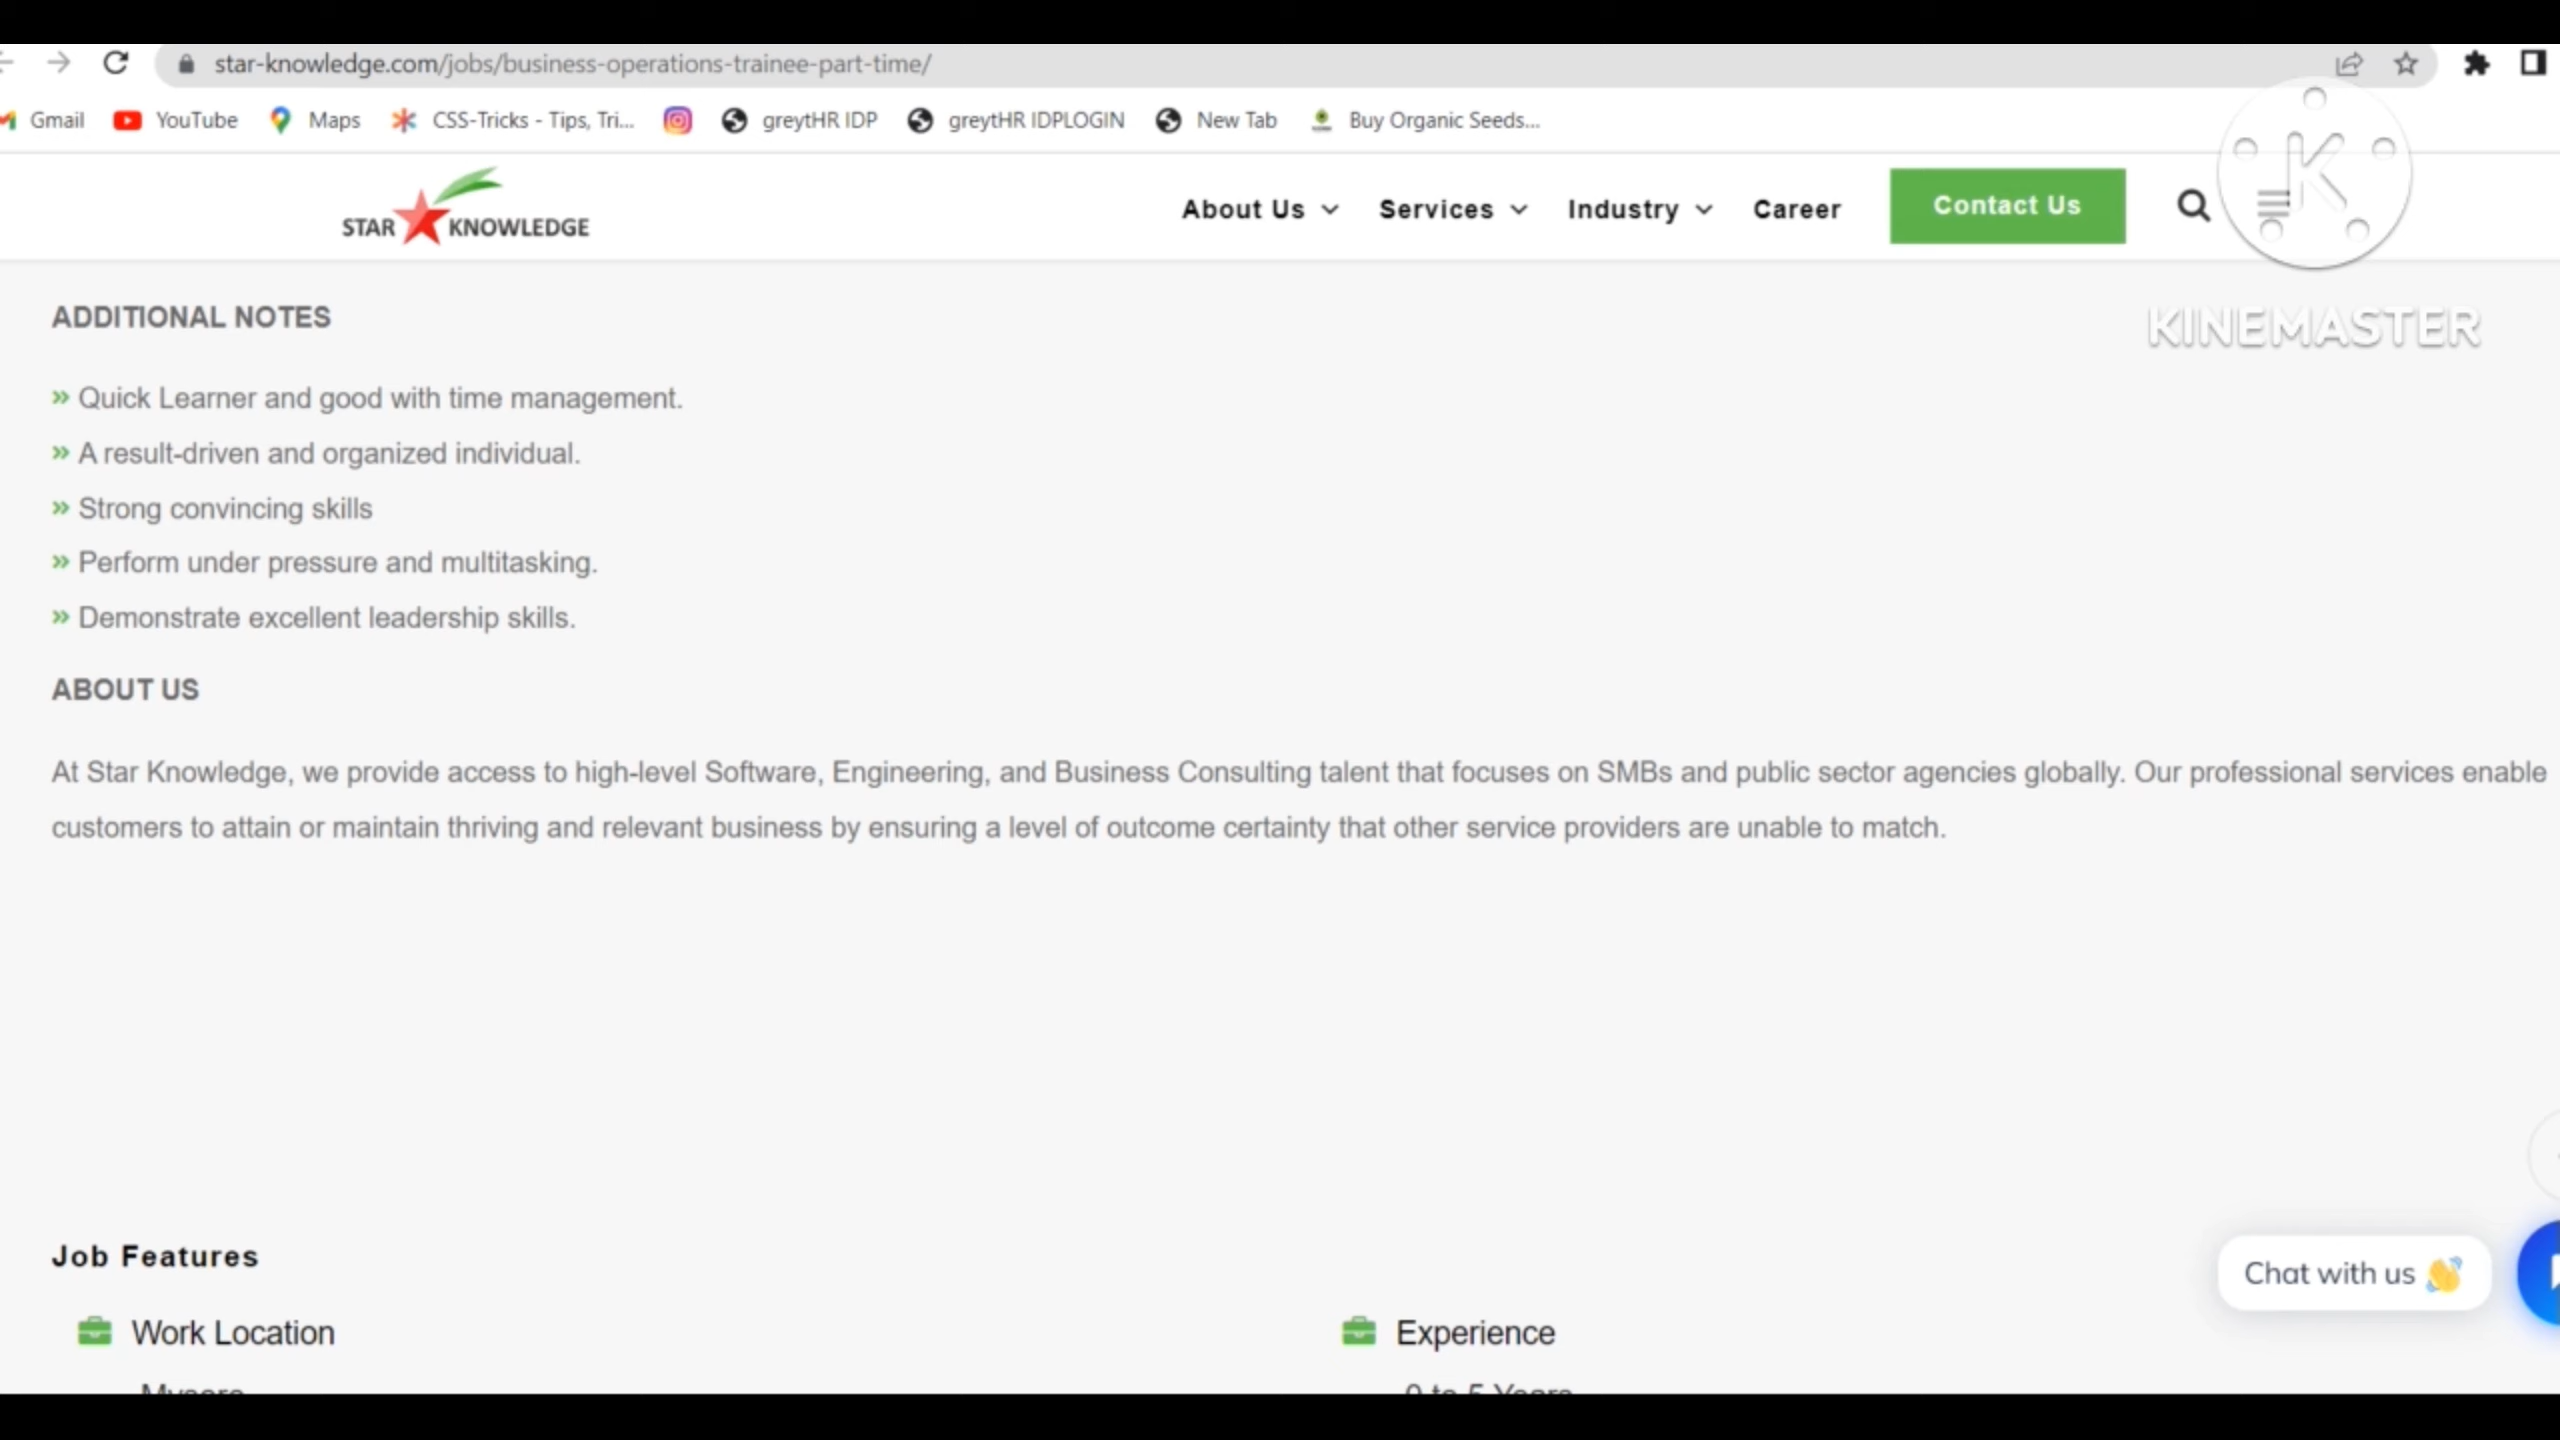 star-knowledge.com/jobs/business-operations-trainee-part-time/
Gmail YouTube Maps CSS-Tricks - Tips, Tri... greytHR IDP greytHR IDPLOGIN New Tab Buy Organic Seeds...
STAR KNOWLEDGE About Us Services Industry Career Contact Us
K
KINEMASTER
ADDITIONAL NOTES
» Quick Learner and good with time management.
» A result-driven and organized individual.
» Strong convincing skills
» Perform under pressure and multitasking.
» Demonstrate excellent leadership skills.
ABOUT US
At Star Knowledge, we provide access to high-level Software, Engineering, and Business Consulting talent that focuses on SMBs and public sector agencies globally. Our professional services enable
customers to attain or maintain thriving and relevant business by ensuring a level of outcome certainty that other service providers are unable to match.
Job Features
Chat with us 👋
Work Location Experience
Mysore 0 to 5 Years